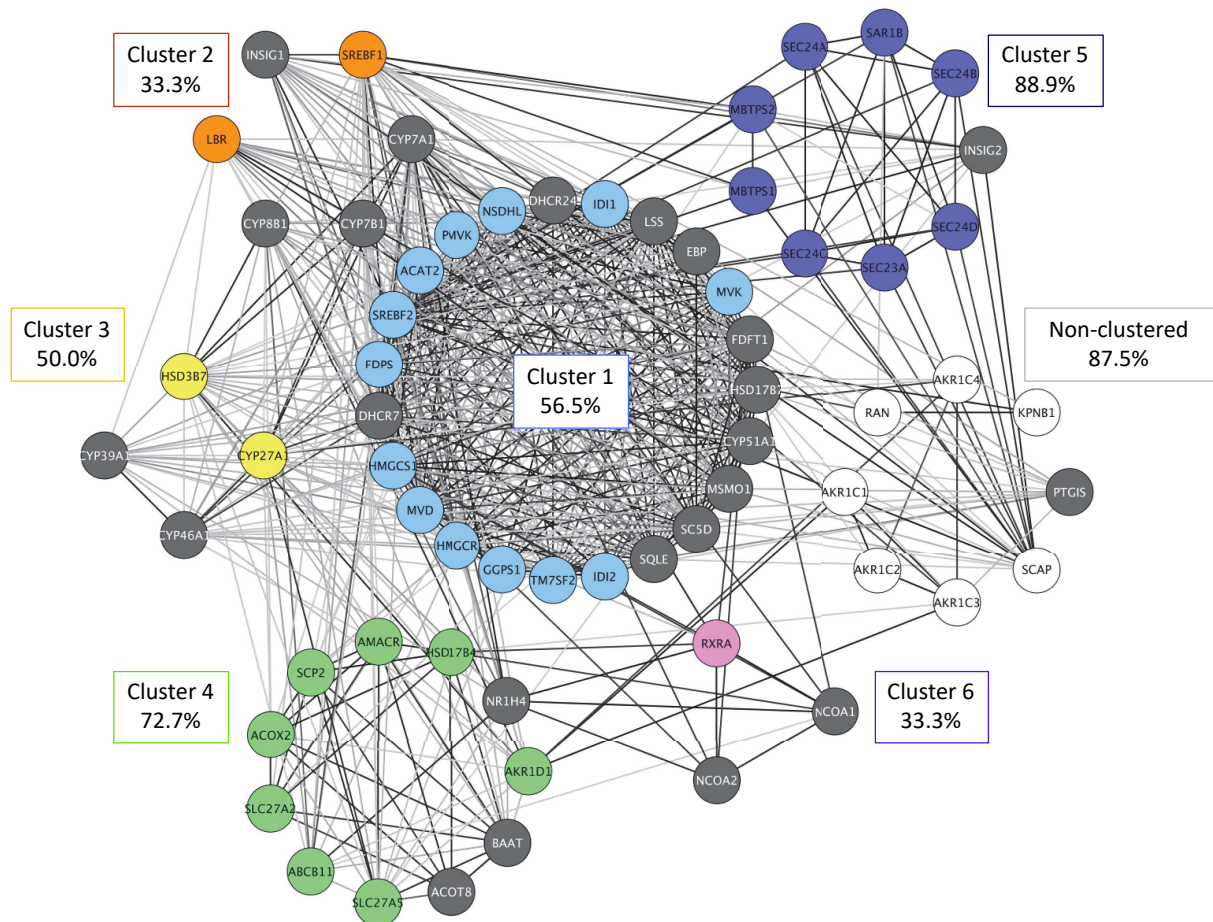 Cluster 2
33.3%
INSIG1
SREBF1
SEC24A
SAR1B
SEC24B
Cluster 5
88.9%
LBR
CYP7A1
MBTPS2
INSIG2
MBTPS1
CYP8B1
CYP7B1
PMVK
NSDHL
DHCR24
IDI1
LSS
EBP
SEC24D
SEC24C
SEC23A
ACAT2
MVK
SREBF2
Cluster 3
50.0%
HSD3B7
FDPS
FDFT1
Non-clustered
87.5%
Cluster 1
56.5%
DHCR7
HSD17B7
AKR1C4
RAN
KPNB1
CYP39A1
CYP27A1
CYP51A1
HMGCS1
MSMO1
AKR1C1
PTGIS
MVD
CYP46A1
SC5D
HMGCR
SQLE
GGPS1
TM7SF2
IDI2
AKR1C2
SCAP
AKR1C3
AMACR
HSD17B4
RXRA
SCP2
Cluster 4
72.7%
NR1H4
Cluster 6
33.3%
NCOA1
ACOX2
AKR1D1
NCOA2
SLC27A2
BAAT
ABCB11
ACOT8
SLC27A5